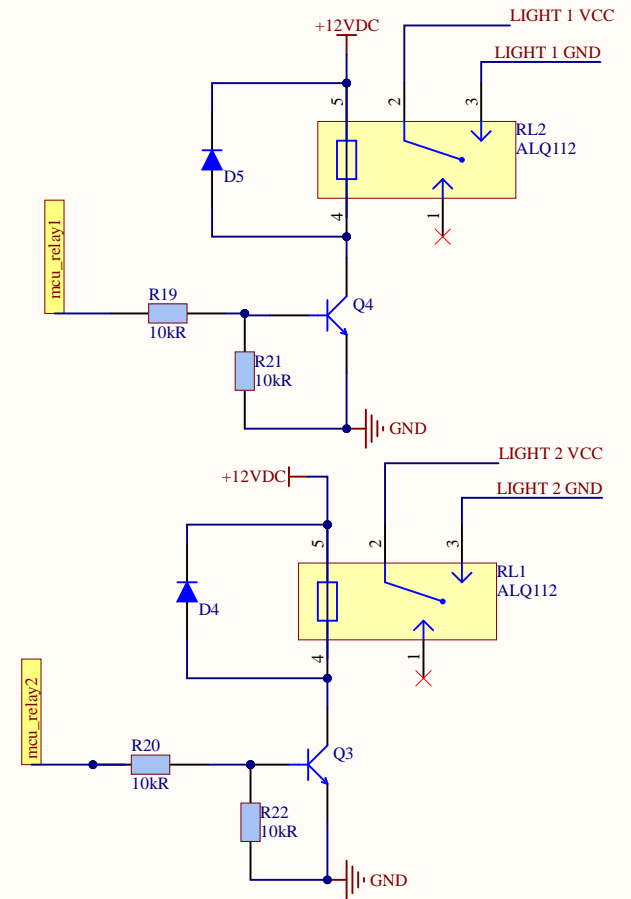 LIGHT 1 VCC
+12VDC
LIGHT 1 GND
5
2
3
RL2
ALQ112
D5
4
1
mcu_relay1
R19
10kR
Q4
R21
10kR
GND
LIGHT 2 VCC
+12VDC
LIGHT 2 GND
5
2
3
RL1
ALQ112
D4
4
1
mcu_relay2
R20
10kR
Q3
R22
10kR
GND